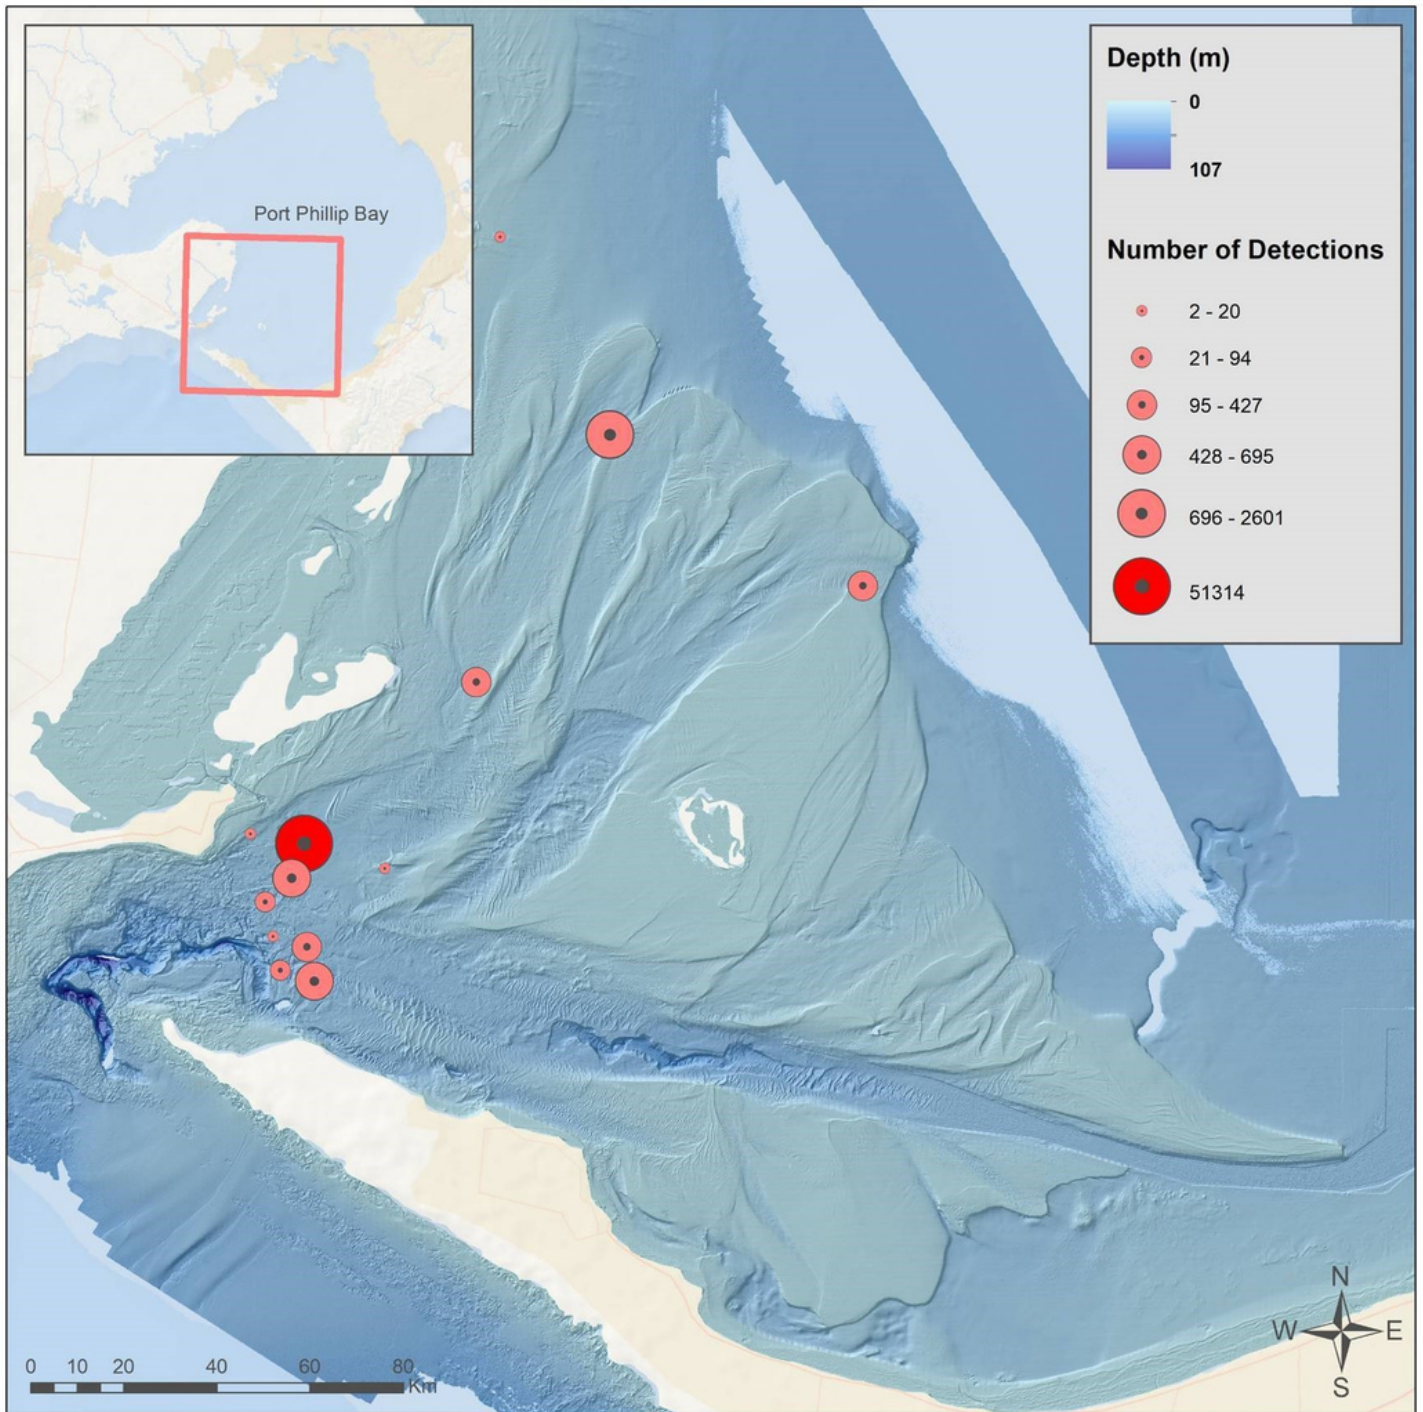 Port Phillip Bay
Depth (m)
0
107
Number of Detections
2 - 20
21 - 94
95 - 427
428 - 695
696 - 2601
51314
0 10 20 40 60 80
Km
N
W E
S